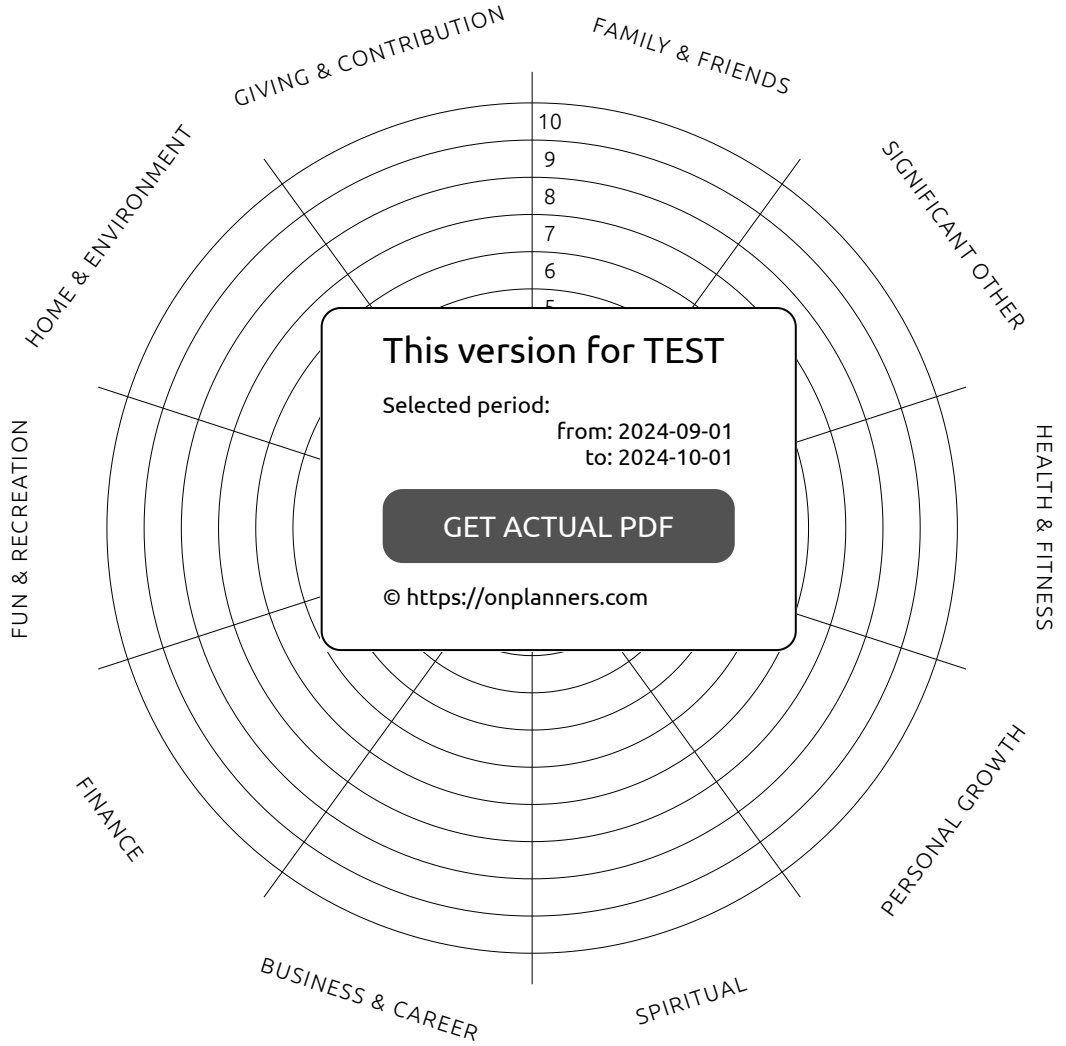 GIVING & CONTRIBUTION
FAMILY & FRIENDS
SIGNIFICANT OTHER
HEALTH & FITNESS
PERSONAL GROWTH
SPIRITUAL
BUSINESS & CAREER
FINANCE
FUN & RECREATION
HOME & ENVIRONMENT
10
9
8
7
6
5
This version for TEST
Selected period:
from: 2024-09-01
to: 2024-10-01
GET ACTUAL PDF
© https://onplanners.com